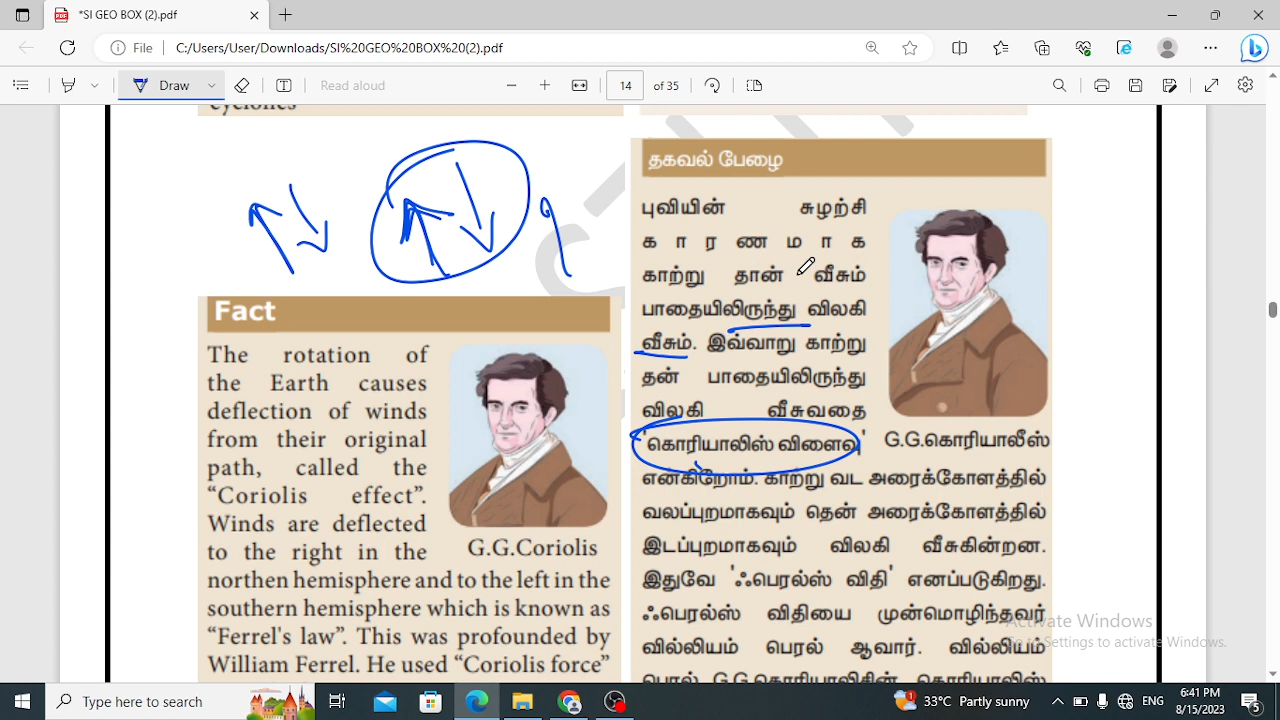 *SI GEO BOX (2).pdf
File
C:/Users/User/Downloads/SI%20GEO%20BOX%20(2).pdf
Draw
Read aloud
14
of 35
cyclones
Fact
The rotation of
the Earth causes
deflection of winds
from their original
path, called the
“Coriolis effect”.
Winds are deflected
to the right in the
northen hemisphere and to the left in the
southern hemisphere which is known as
“Ferrel's law”. This was profounded by
William Ferrel. He used “Coriolis force”
G.G.Coriolis
தகவல் பேழை
புவியின் சுழற்சி
காரணமாக
காற்று தான் வீசும்
பாதையிலிருந்து விலகி
வீசும். இவ்வாறு காற்று
தன் பாதையிலிருந்து
விலகி வீசுவதை
'கொரியாலிஸ் விளைவு'
என்கிறோம். காற்று வட அரைக்கோளத்தில்
வலப்புறமாகவும் தென் அரைக்கோளத்தில்
இடப்புறமாகவும் விலகி வீசுகின்றன.
இதுவே 'ஃபெரல்ஸ் விதி' எனப்படுகிறது.
ஃபெரல்ஸ் விதியை முன்மொழிந்தவர்
வில்லியம் பெரல் ஆவார். வில்லியம்
பெரல் G.G.கொரியாலிசின் கொரியாலிஸ்
G.G.கொரியாலீஸ்
Activate Windows
Go to Settings to activate Windows.
Type here to search
33°C Partly sunny
ENG
6:41 PM
8/15/2023
5